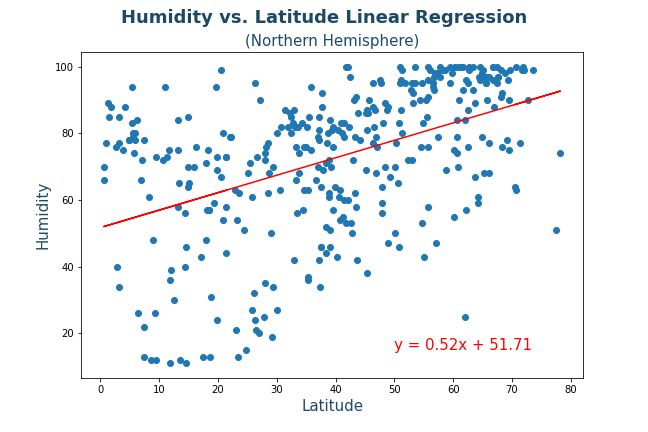 Humidity vs. Latitude Linear Regression
(Northern Hemisphere)
Humidity
100
80
60
40
20
y = 0.52x + 51.71
0 10 20 30 40 50 60 70 80
Latitude